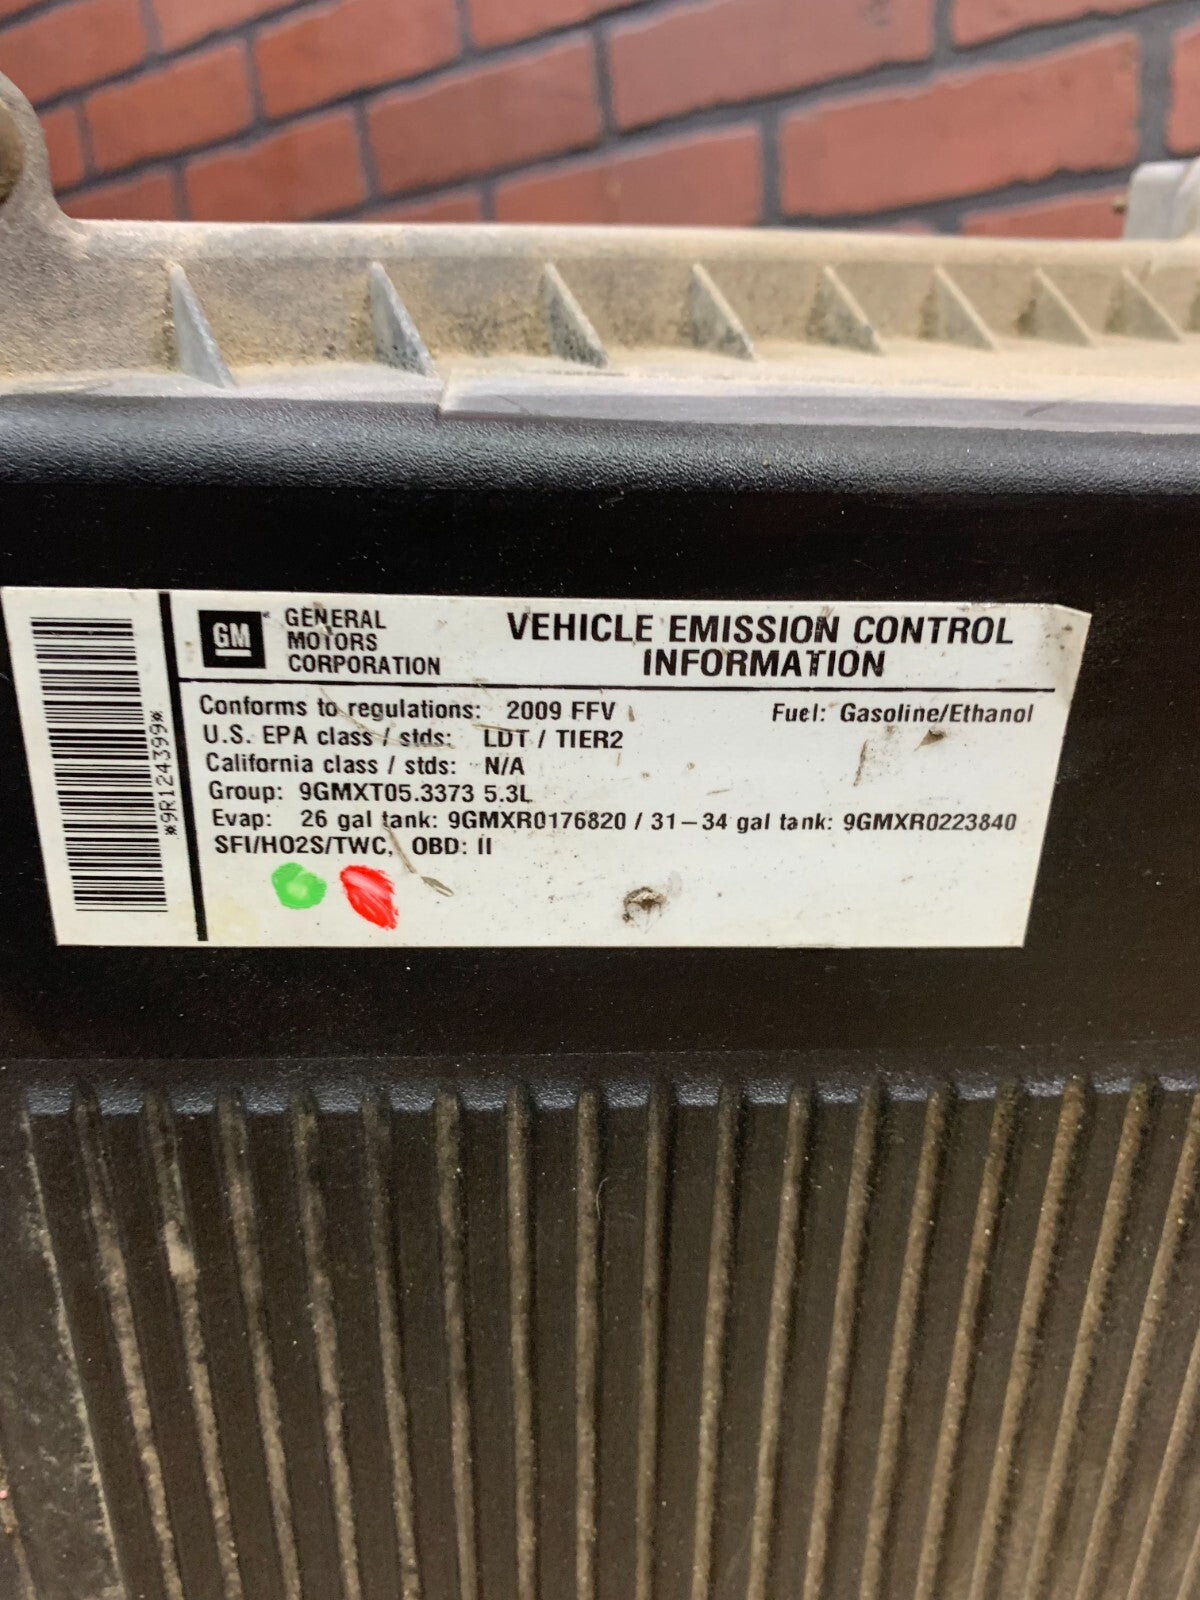 GM
GENERAL
MOTORS
CORPORATION
VEHICLE EMISSION CONTROL
INFORMATION
Conforms to regulations: 2009 FFV Fuel: Gasoline/Ethanol
U.S. EPA class / stds: LDT / TIER2
California class / stds: N/A
Group: 9GMXT05.3373 5.3L
Evap: 26 gal tank: 9GMXR0176820 / 31-34 gal tank: 9GMXR0223840
SFI/HO2S/TWC, OBD: II
*9R124399*